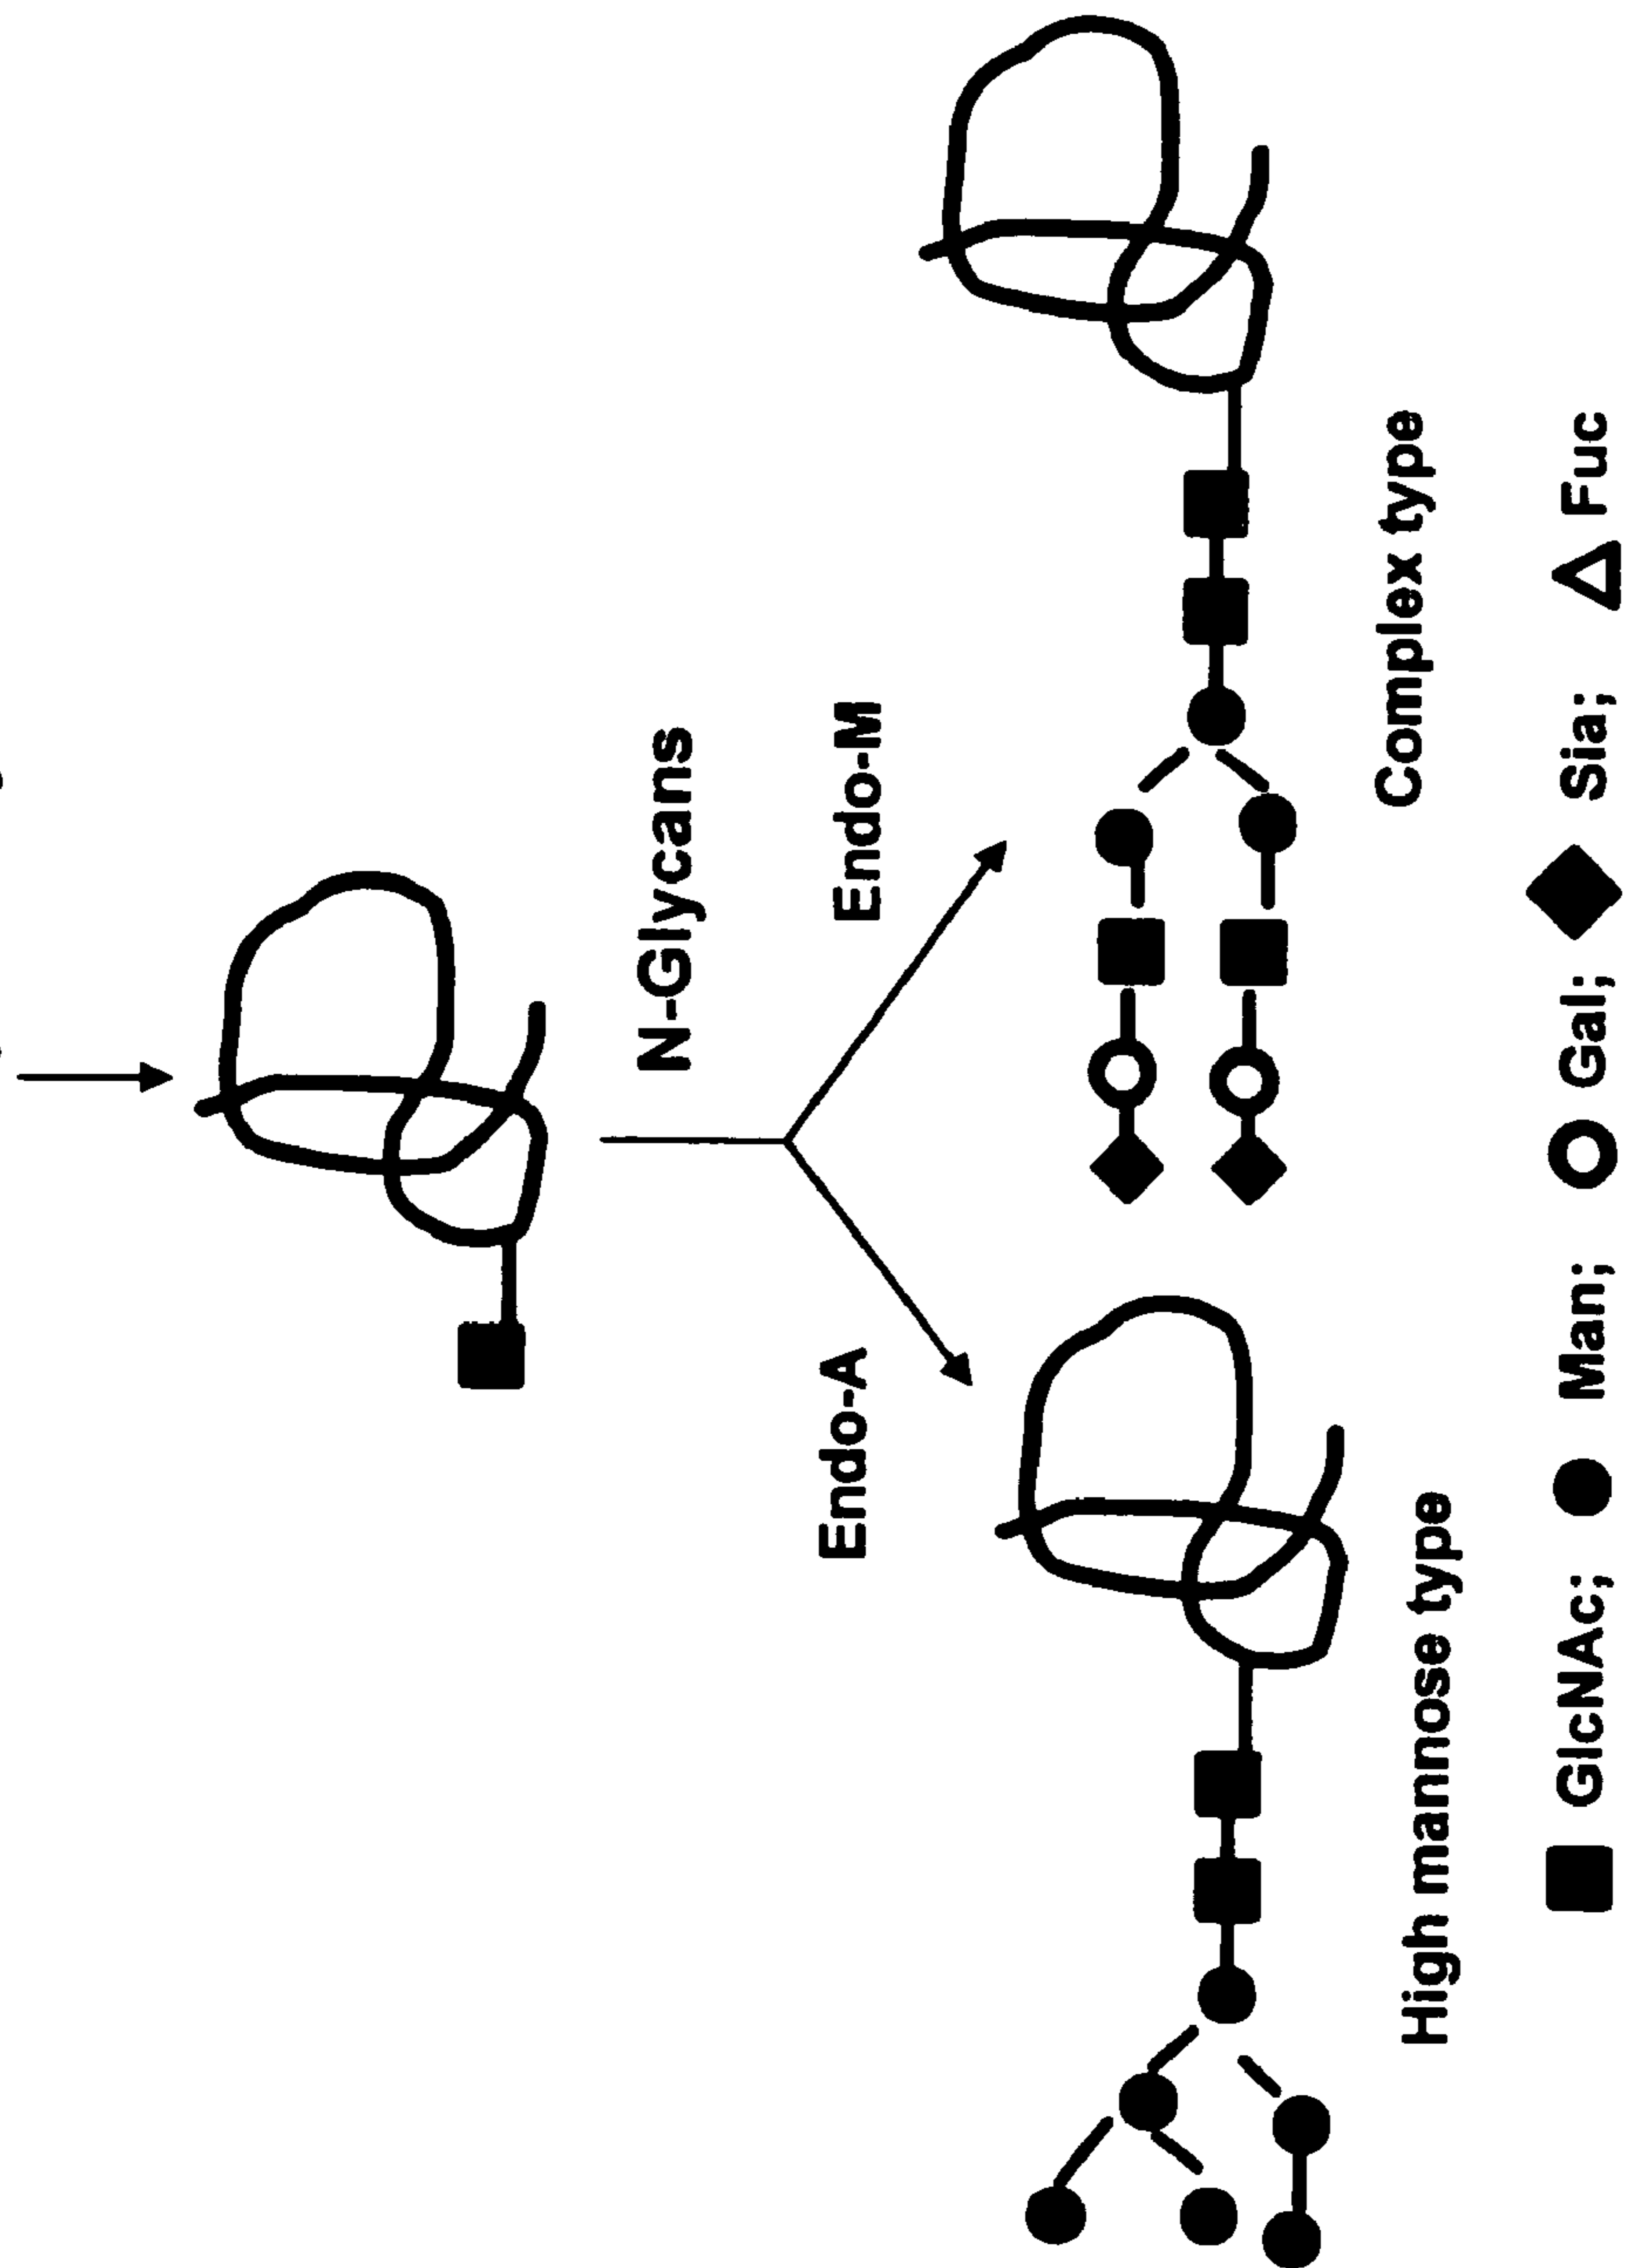 N-Glycans
Endo-A
Endo-M
High mannose type
Complex type
GlcNAc; Man; Gal; Sia; Fuc